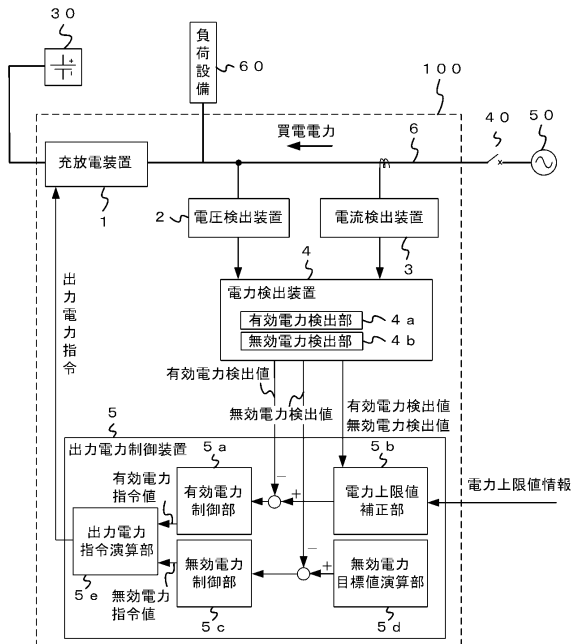 30
負荷設備
60
100
買電電力
6
40
50
充放電装置
1
2
電圧検出装置
電流検出装置
3
4
電力検出装置
有効電力検出部
4a
無効電力検出部
4b
出力電力指令
有効電力検出値
無効電力検出値
有効電力検出値
無効電力検出値
5
出力電力制御装置
5a
5b
有効電力
指令値
有効電力
制御部
－
＋
電力上限値
補正部
電力上限値情報
出力電力
指令演算部
5e
無効電力
指令値
無効電力
制御部
5c
－
＋
無効電力
目標値演算部
5d